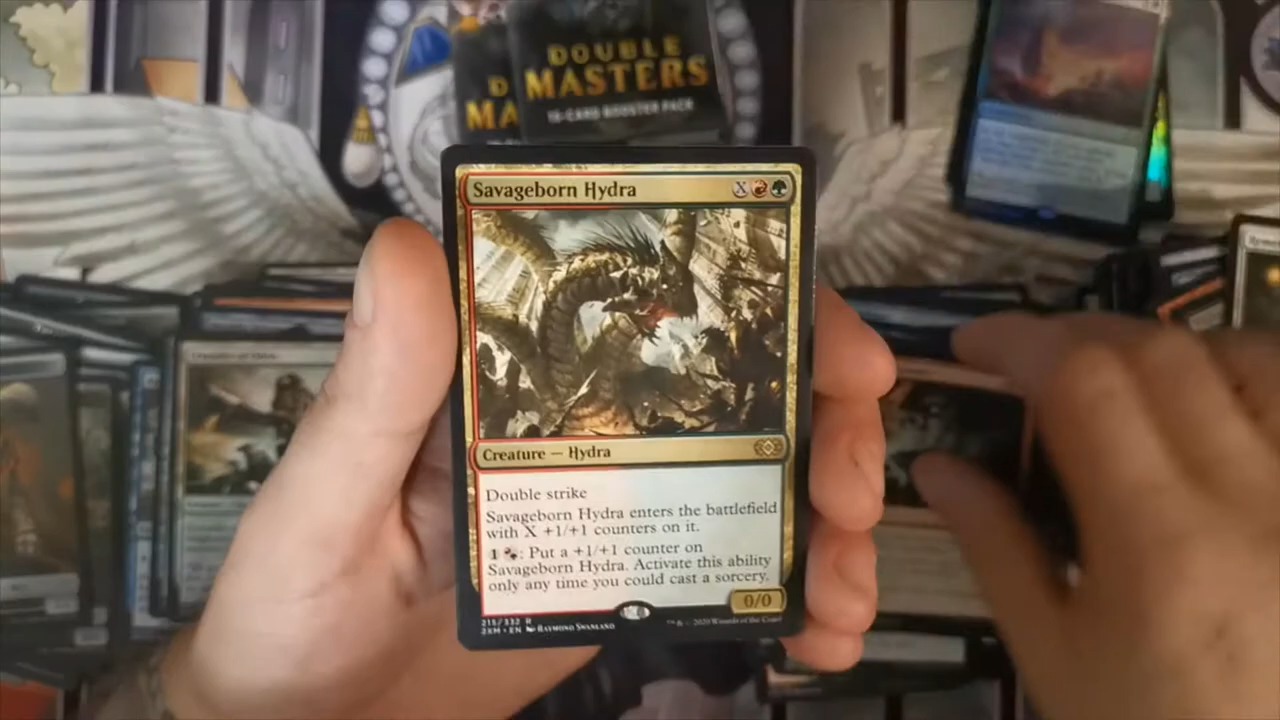 DOUBLE
MASTERS
D
MA
16-CARD BOOSTER PACK
Savageborn Hydra
X
Creature — Hydra
Double strike
Savageborn Hydra enters the battlefield
with X +1/+1 counters on it.
1 : Put a +1/+1 counter on
Savageborn Hydra. Activate this ability
only any time you could cast a sorcery.
0/0
215/332 R
2XM • EN Raymond Swanland
™ & © 2020 Wizards of the Coast